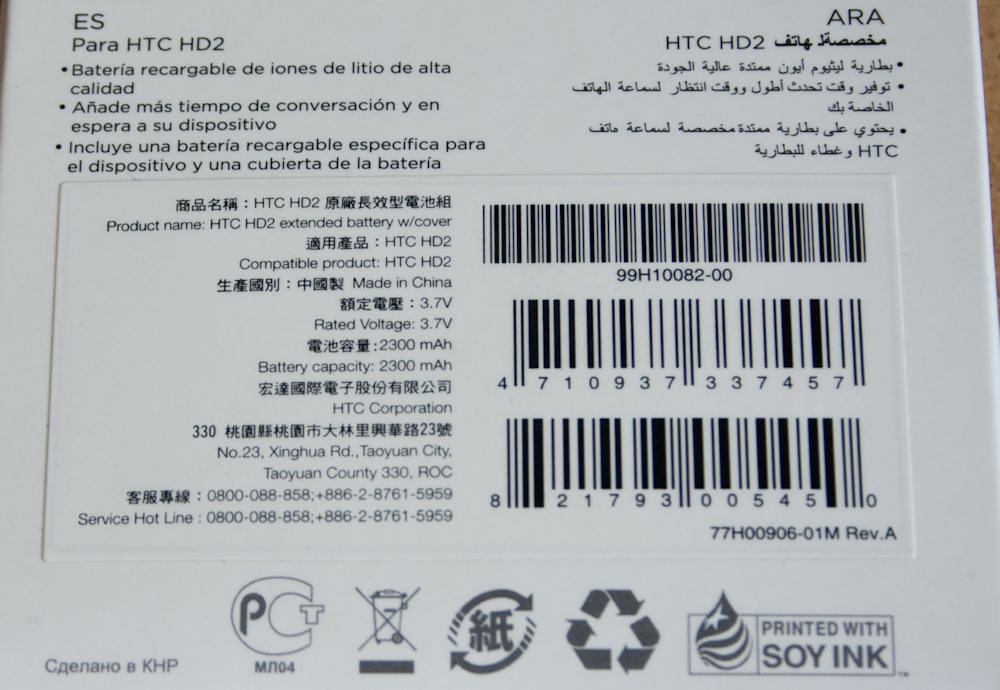 ES
Para HTC HD2
• Batería recargable de iones de litio de alta
calidad
• Añade más tiempo de conversación y en
espera a su dispositivo
• Incluye una batería recargable específica para
el dispositivo y una cubierta de la batería
ARA
مخصصة لهاتف HTC HD2
• بطارية ليثيوم أيون ممتدة عالية الجودة
• توفير وقت تحدث أطول ووقت انتظار لسماعة الهاتف
الخاصة بك
• يحتوي على بطارية ممتدة مخصصة لسماعة هاتف
HTC وغطاء للبطارية
商品名稱：HTC HD2 原廠長效型電池組
Product name: HTC HD2 extended battery w/cover
適用產品：HTC HD2
Compatible product: HTC HD2
生產國別：中國製 Made in China
額定電壓：3.7V
Rated Voltage: 3.7V
電池容量:2300 mAh
Battery capacity: 2300 mAh
宏達國際電子股份有限公司
HTC Corporation
330 桃園縣桃園市大林里興華路23號
No.23, Xinghua Rd.,Taoyuan City,
Taoyuan County 330, ROC
客服專線：0800-088-858;+886-2-8761-5959
Service Hot Line : 0800-088-858;+886-2-8761-5959
99H10082-00
4 710937 337457
8 21793 00545 0
77H00906-01M Rev.A
Сделано в КНР
РСТ
МЛ04
紙
PRINTED WITH
SOY INK™